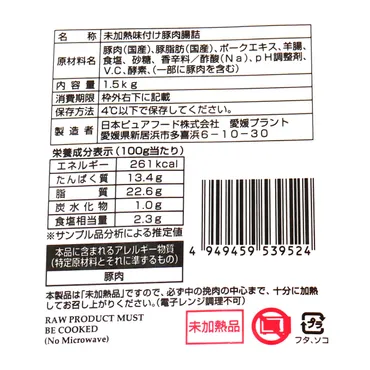 名　　称 未加熱味付け豚肉腸詰
原材料名 豚肉(国産)、豚脂肪(国産)、ポークエキス、羊腸、
食塩、砂糖、香辛料／酢酸(Na)、pH調整剤、
V.C、酵素、(一部に豚肉を含む)
内容量 1.5kg
賞味期限 枠外右下に記載
保存方法 4℃以下で保存してください。
製造者 日本ピュアフード株式会社　愛媛プラント
愛媛県新居浜市多喜浜6-10-30
栄養成分表示(100g当たり)
エネルギー 261kcal
たんぱく質 13.4g
脂　　質 22.6g
炭水化物 1.0g
食塩相当量 2.3g
※サンプル品分析による推定値
本品に含まれるアレルギー物質
(特定原材料とそれに準ずるもの)
豚肉
4 949459 539524
本製品は「未加熱品」ですので、必ず中の挽肉の中心まで、十分に加熱
してお召し上がりください。(電子レンジ調理不可)
RAW PRODUCT MUST
BE COOKED
(No Microwave)
未加熱品
プラ
フタ、ソコ